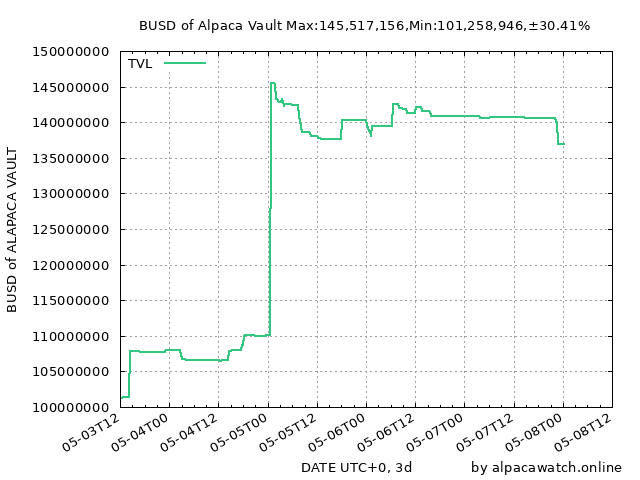 BUSD of Alpaca Vault Max:145,517,156,Min:101,258,946,±30.41%
TVL
150000000
145000000
140000000
135000000
130000000
125000000
120000000
115000000
110000000
105000000
100000000
BUSD of ALAPACA VAULT
05-03T12
05-04T00
05-04T12
05-05T00
05-05T12
05-06T00
05-06T12
05-07T00
05-07T12
05-08T00
05-08T12
DATE UTC+0, 3d
by alpacawatch.online